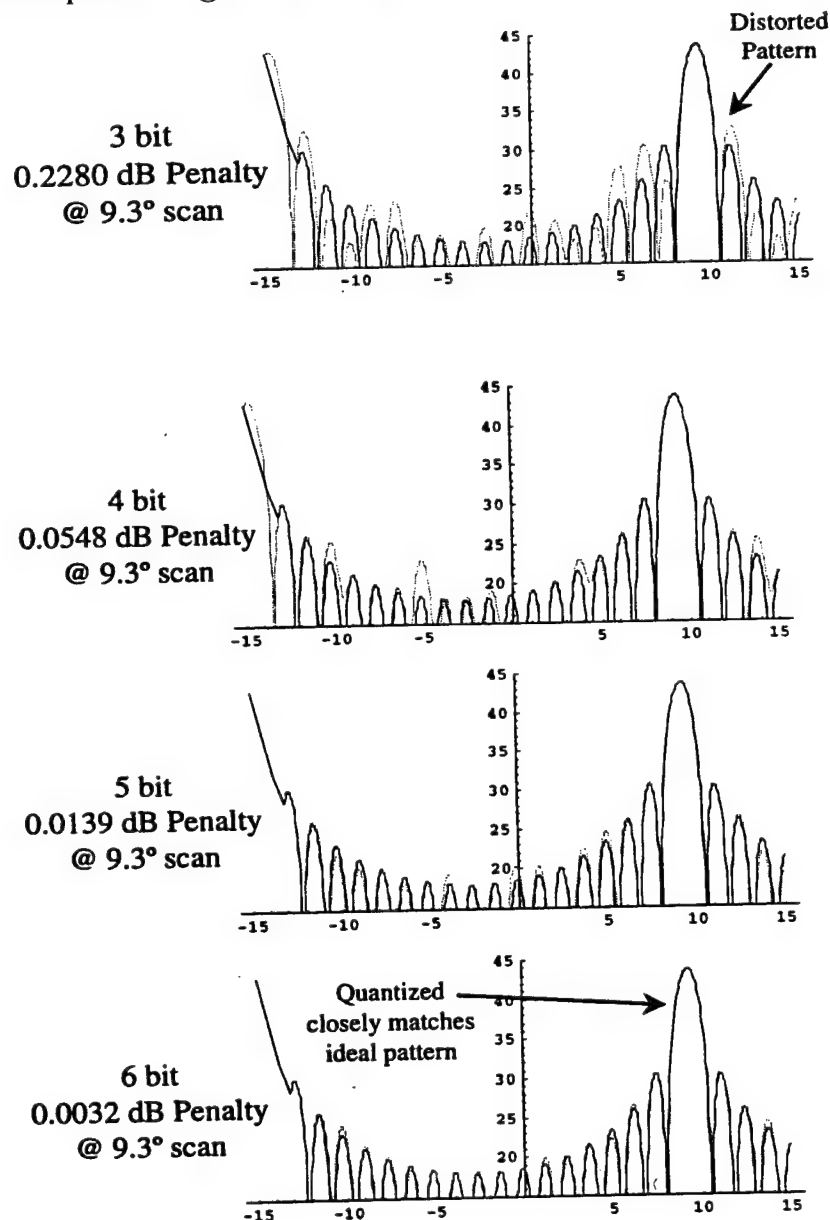 Distorted
Pattern
3 bit
0.2280 dB Penalty
@ 9.3° scan
45
40
35
30
25
20
-15 -10 -5 5 10 15
4 bit
0.0548 dB Penalty
@ 9.3° scan
45
40
35
30
25
20
-15 -10 -5 5 10 15
5 bit
0.0139 dB Penalty
@ 9.3° scan
45
40
35
30
25
20
-15 -10 -5 5 10 15
Quantized
closely matches
ideal pattern
6 bit
0.0032 dB Penalty
@ 9.3° scan
45
40
35
30
25
20
-15 -10 -5 5 10 15